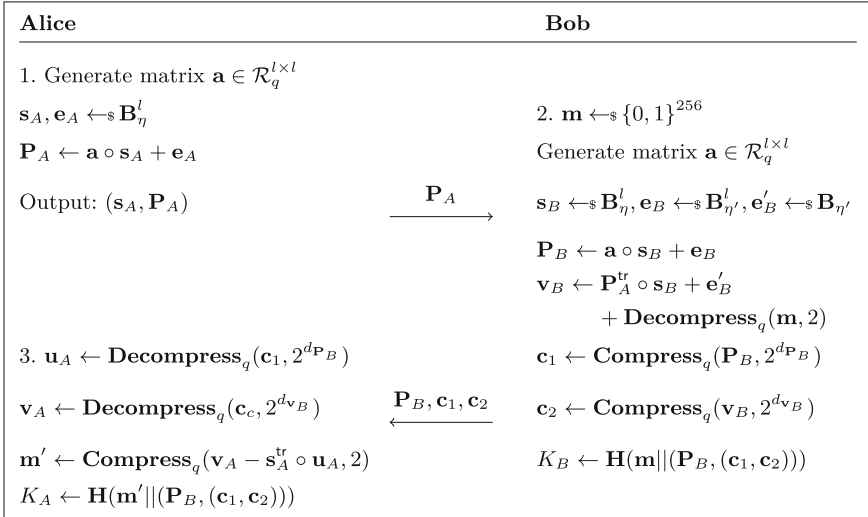 Alice Bob
1. Generate matrix a ∈ R_q^{l×l}
s_A, e_A ←$ B_η^l 2. m ←$ {0, 1}^{256}
P_A ← a ∘ s_A + e_A Generate matrix a ∈ R_q^{l×l}
Output: (s_A, P_A) P_A s_B ←$ B_η^l, e_B ←$ B_{η'}^l, e'_B ←$ B_{η'}
P_B ← a ∘ s_B + e_B
v_B ← P_A^{tr} ∘ s_B + e'_B
+ Decompress_q(m, 2)
3. u_A ← Decompress_q(c_1, 2^{d_{P_B}}) c_1 ← Compress_q(P_B, 2^{d_{P_B}})
v_A ← Decompress_q(c_c, 2^{d_{v_B}}) P_B, c_1, c_2 c_2 ← Compress_q(v_B, 2^{d_{v_B}})
m' ← Compress_q(v_A − s_A^{tr} ∘ u_A, 2) K_B ← H(m||(P_B, (c_1, c_2)))
K_A ← H(m'||(P_B, (c_1, c_2)))